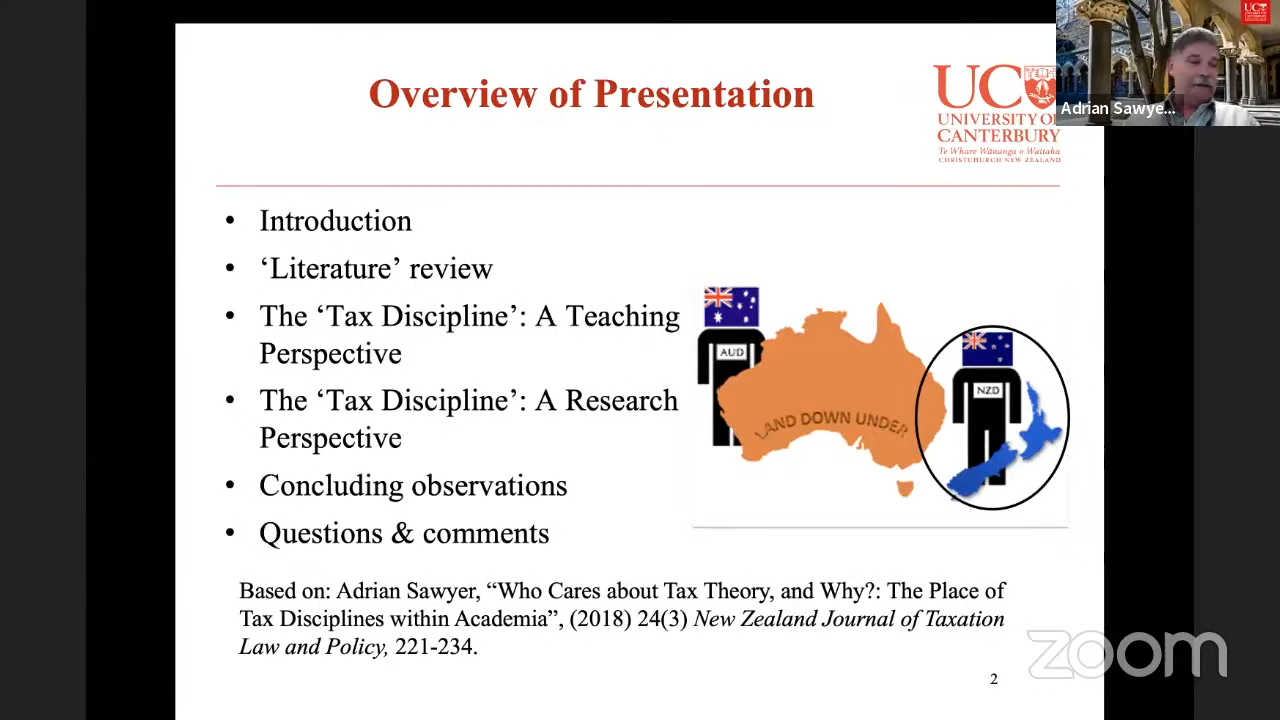 Overview of Presentation
UC
UNIVERSITY OF
CANTERBURY
Te Whare Wānanga o Waitaha
CHRISTCHURCH NEW ZEALAND
UC
Adrian Sawye...
• Introduction
• ‘Literature’ review
• The ‘Tax Discipline’: A Teaching
Perspective
• The ‘Tax Discipline’: A Research
Perspective
• Concluding observations
• Questions & comments
AUD
LAND DOWN UNDER
NZD
Based on: Adrian Sawyer, “Who Cares about Tax Theory, and Why?: The Place of
Tax Disciplines within Academia”, (2018) 24(3) New Zealand Journal of Taxation
Law and Policy, 221-234.
zoom
2